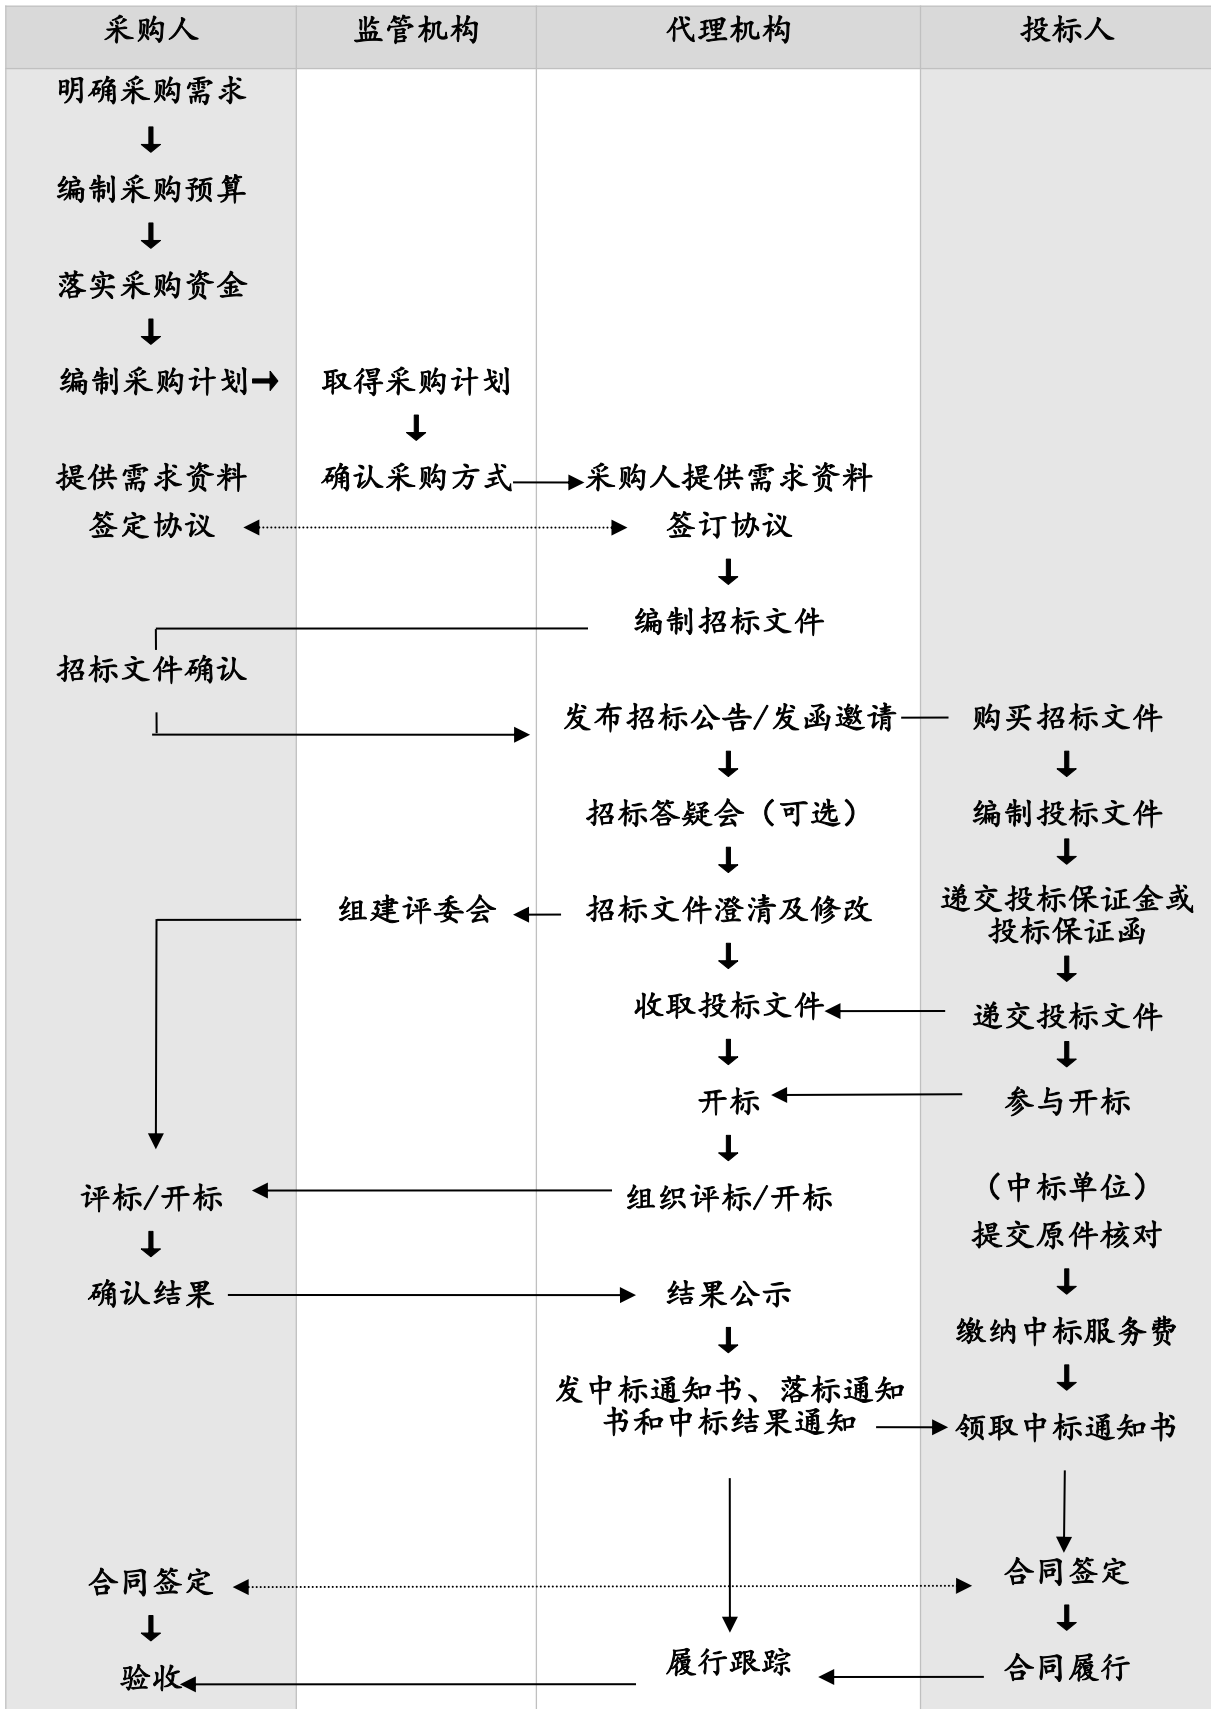 采购人 监管机构 代理机构 投标人
明确采购需求
编制采购预算
落实采购资金
编制采购计划 取得采购计划
提供需求资料 确认采购方式 采购人提供需求资料
签定协议 签订协议
编制招标文件
招标文件确认
发布招标公告/发函邀请 购买招标文件
招标答疑会（可选） 编制投标文件
组建评委会 招标文件澄清及修改 递交投标保证金或
投标保证函
收取投标文件 递交投标文件
开标 参与开标
评标/开标 组织评标/开标 （中标单位）
提交原件核对
确认结果 结果公示
缴纳中标服务费
发中标通知书、落标通知
书和中标结果通知 领取中标通知书
合同签定 合同签定
验收 履行跟踪 合同履行